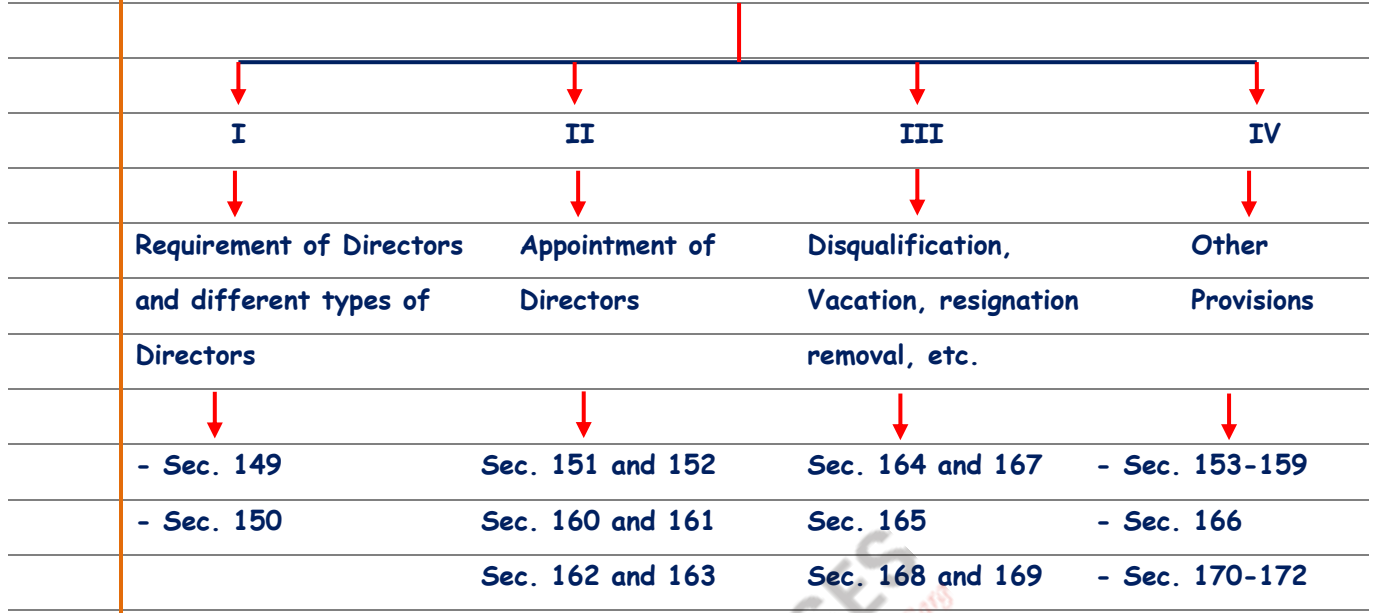 I II III IV
Requirement of Directors Appointment of Disqualification, Other
and different types of Directors Vacation, resignation Provisions
Directors removal, etc.
- Sec. 149 Sec. 151 and 152 Sec. 164 and 167 - Sec. 153-159
- Sec. 150 Sec. 160 and 161 Sec. 165 - Sec. 166
Sec. 162 and 163 Sec. 168 and 169 - Sec. 170-172